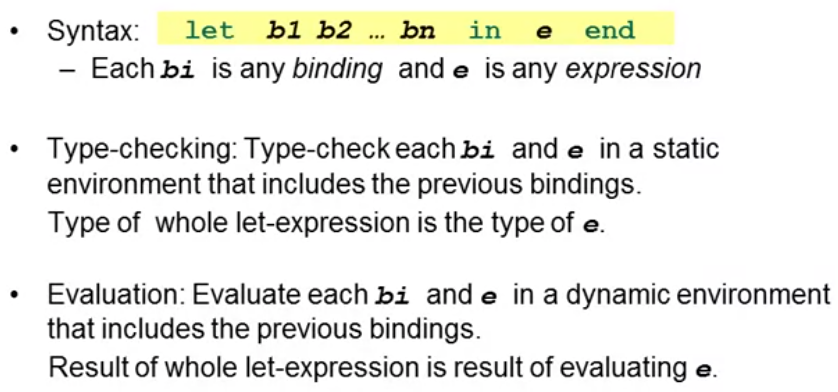 • Syntax: let b1 b2 … bn in e end
– Each bi is any binding and e is any expression
• Type-checking: Type-check each bi and e in a static
environment that includes the previous bindings.
Type of whole let-expression is the type of e.
• Evaluation: Evaluate each bi and e in a dynamic environment
that includes the previous bindings.
Result of whole let-expression is result of evaluating e.